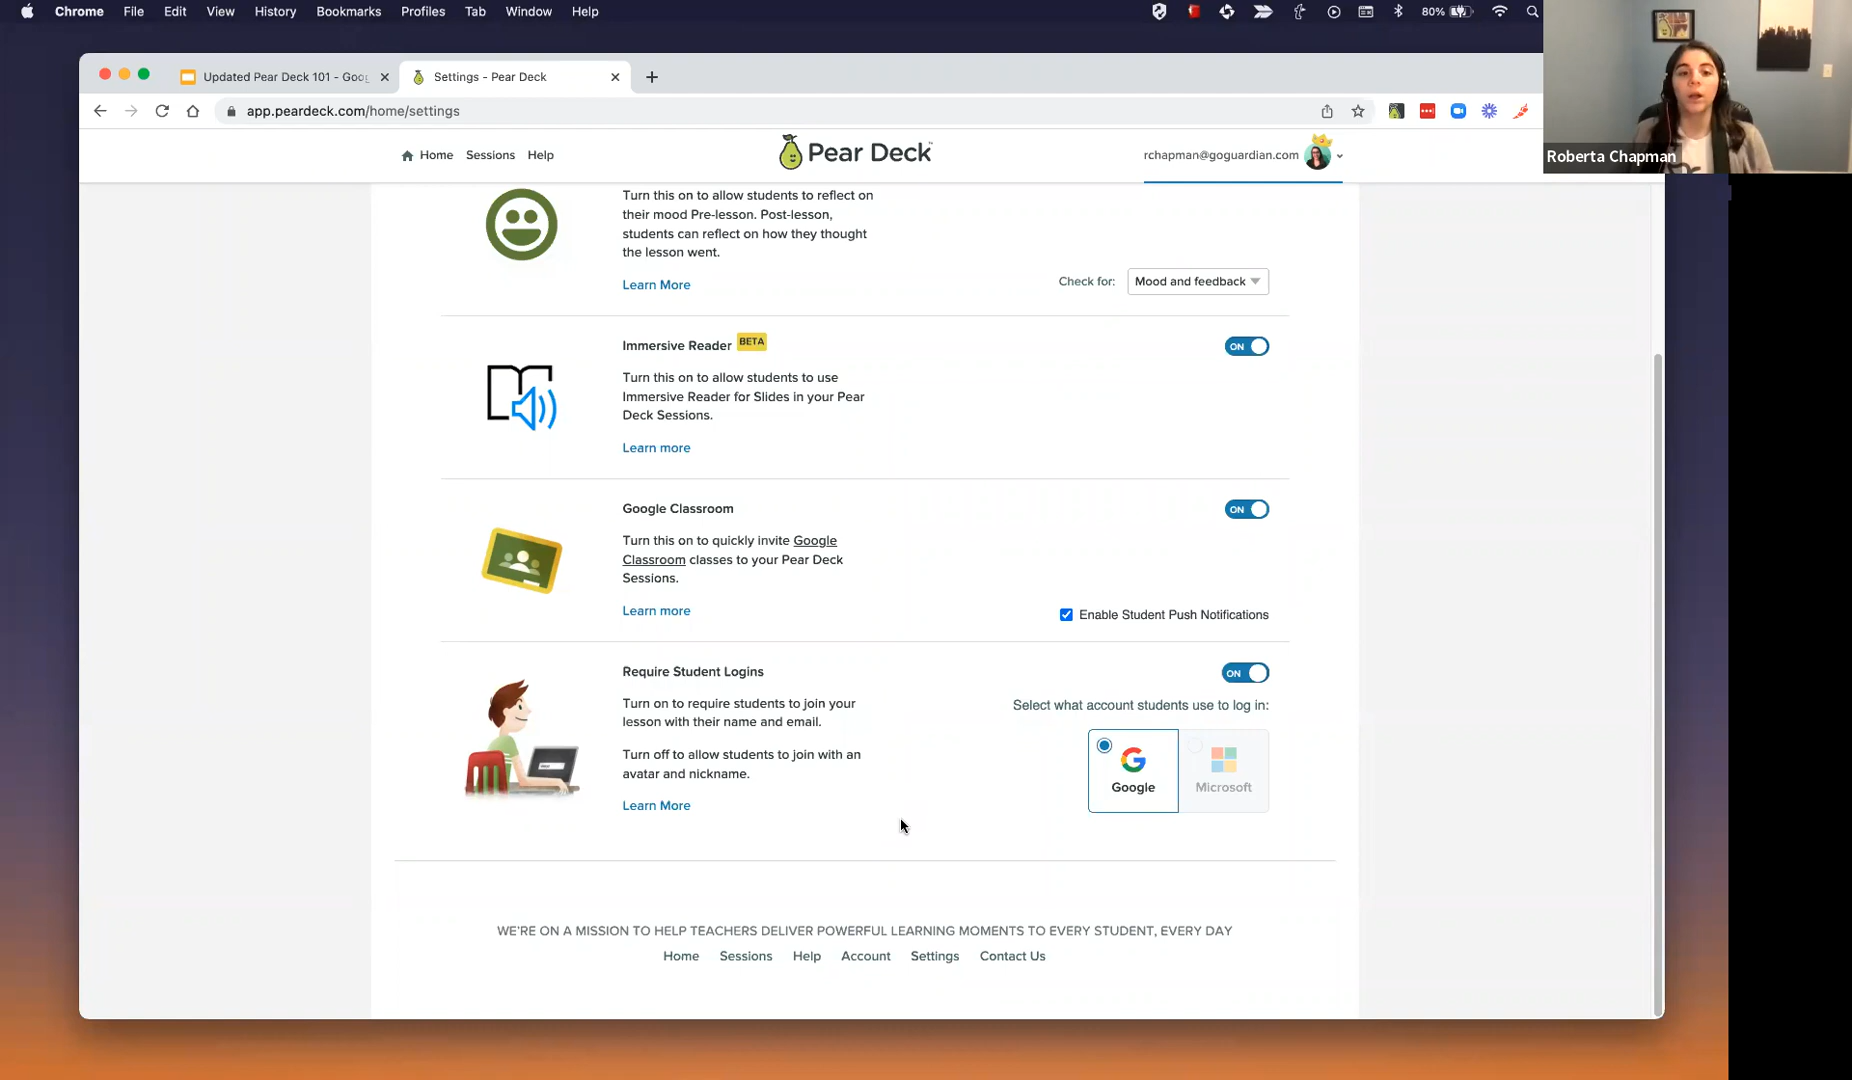 Chrome File Edit View History Bookmarks Profiles Tab Window Help
80%
Updated Pear Deck 101 - Goog
Settings - Pear Deck
app.peardeck.com/home/settings
Home Sessions Help
Pear Deck
rchapman@goguardian.com
Roberta Chapman
Turn this on to allow students to reflect on
their mood Pre-lesson. Post-lesson,
students can reflect on how they thought
the lesson went.
Learn More
Check for: Mood and feedback
Immersive Reader BETA
ON
Turn this on to allow students to use
Immersive Reader for Slides in your Pear
Deck Sessions.
Learn more
Google Classroom
ON
Turn this on to quickly invite Google
Classroom classes to your Pear Deck
Sessions.
Learn more
Enable Student Push Notifications
Require Student Logins
ON
Turn on to require students to join your
lesson with their name and email.
Turn off to allow students to join with an
avatar and nickname.
Learn More
Select what account students use to log in:
Google
Microsoft
WE'RE ON A MISSION TO HELP TEACHERS DELIVER POWERFUL LEARNING MOMENTS TO EVERY STUDENT, EVERY DAY
Home Sessions Help Account Settings Contact Us